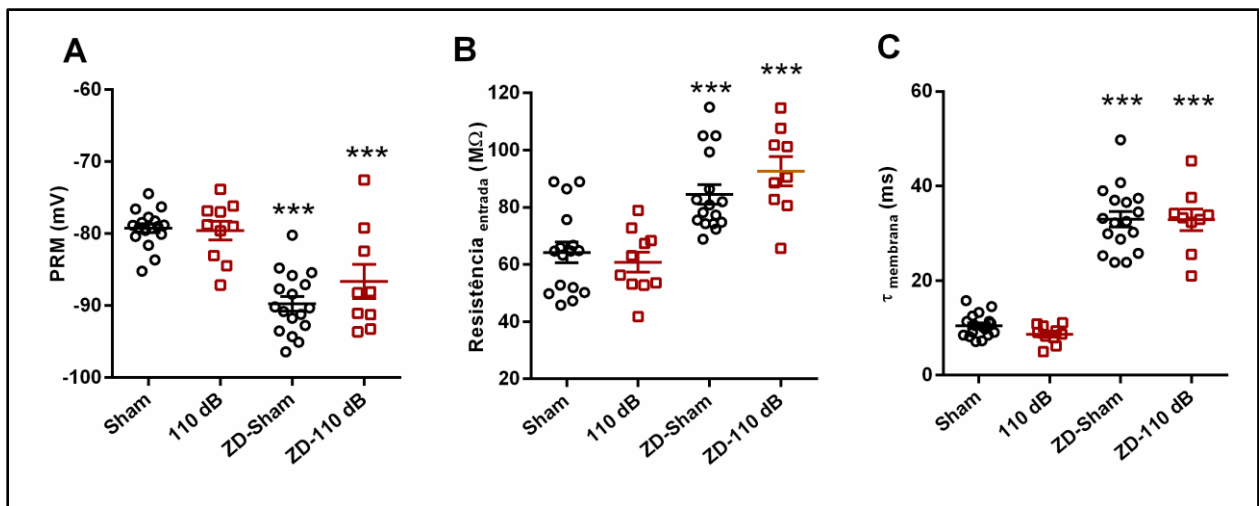 A
PRM (mV)
-60
-70
-80
-90
-100
***
***
Sham
110 dB
ZD-Sham
ZD-110 dB
B
Resistência entrada (MΩ)
120
100
80
60
40
20
***
***
Sham
110 dB
ZD-Sham
ZD-110 dB
C
τ membrana (ms)
60
40
20
0
***
***
Sham
110 dB
ZD-Sham
ZD-110 dB